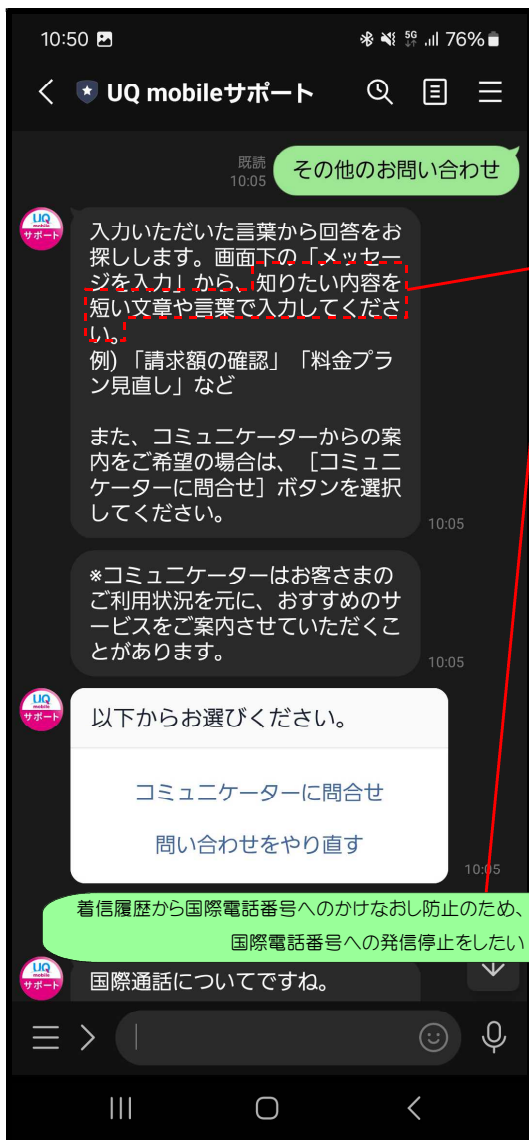 10:50
5G
76%
UQ mobileサポート
既読
10:05
その他のお問い合わせ
UQ
mobile
サポート
入力いただいた言葉から回答をお
探しします。画面下の「メッセー
ジを入力」から、知りたい内容を
短い文章や言葉で入力してくださ
い。
例)「請求額の確認」「料金プラ
ン見直し」など
また、コミュニケーターからの案
内をご希望の場合は、［コミュニ
ケーターに問合せ］ボタンを選択
してください。
10:05
※コミュニケーターはお客さまの
ご利用状況を元に、おすすめのサ
ービスをご案内させていただくこ
とがあります。
10:05
UQ
mobile
サポート
以下からお選びください。
コミュニケーターに問合せ
問い合わせをやり直す
10:05
着信履歴から国際電話番号へのかけなおし防止のため、
国際電話番号への発信停止をしたい
UQ
mobile
サポート
国際通話についてですね。